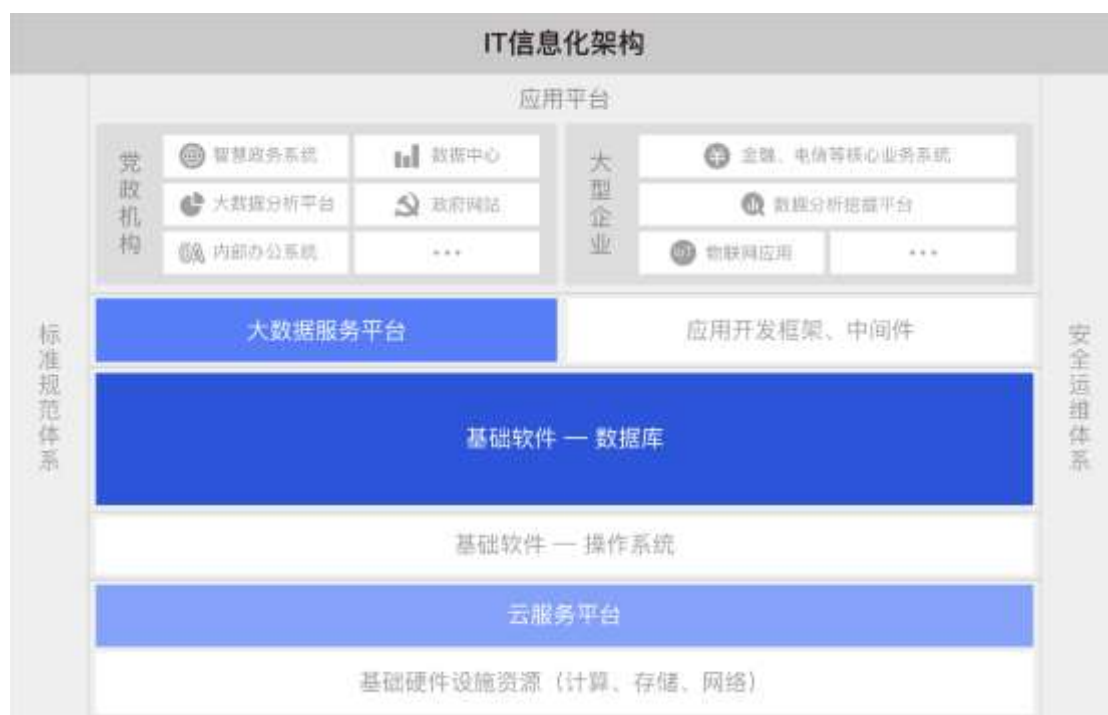 IT信息化架构
应用平台
党政机构
智慧政务系统
数据中心
大数据分析平台
政府网站
OA 内部办公系统
...
大型企业
金融、电信等核心业务系统
数据分析挖掘平台
物联网应用
...
大数据服务平台
应用开发框架、中间件
标准规范体系
安全运维体系
基础软件 — 数据库
基础软件 — 操作系统
云服务平台
基础硬件设施资源（计算、存储、网络）